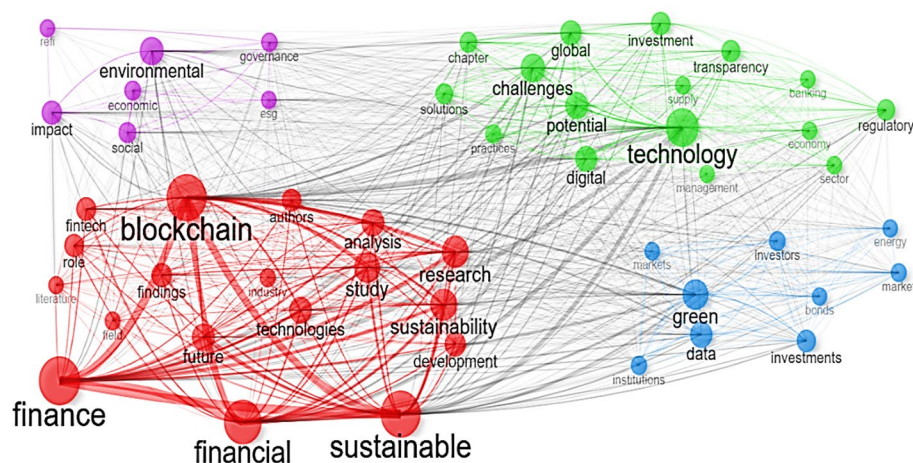 refi
environmental
governance
economic
esg
impact
social
chapter
global
investment
challenges
transparency
solutions
supply
banking
potential
regulatory
practices
technology
economy
digital
management
sector
blockchain
authors
fintech
analysis
role
findings
study
research
industry
literature
field
technologies
sustainability
future
development
finance
financial
sustainable
markets
investors
energy
market
green
bonds
data
investments
institutions